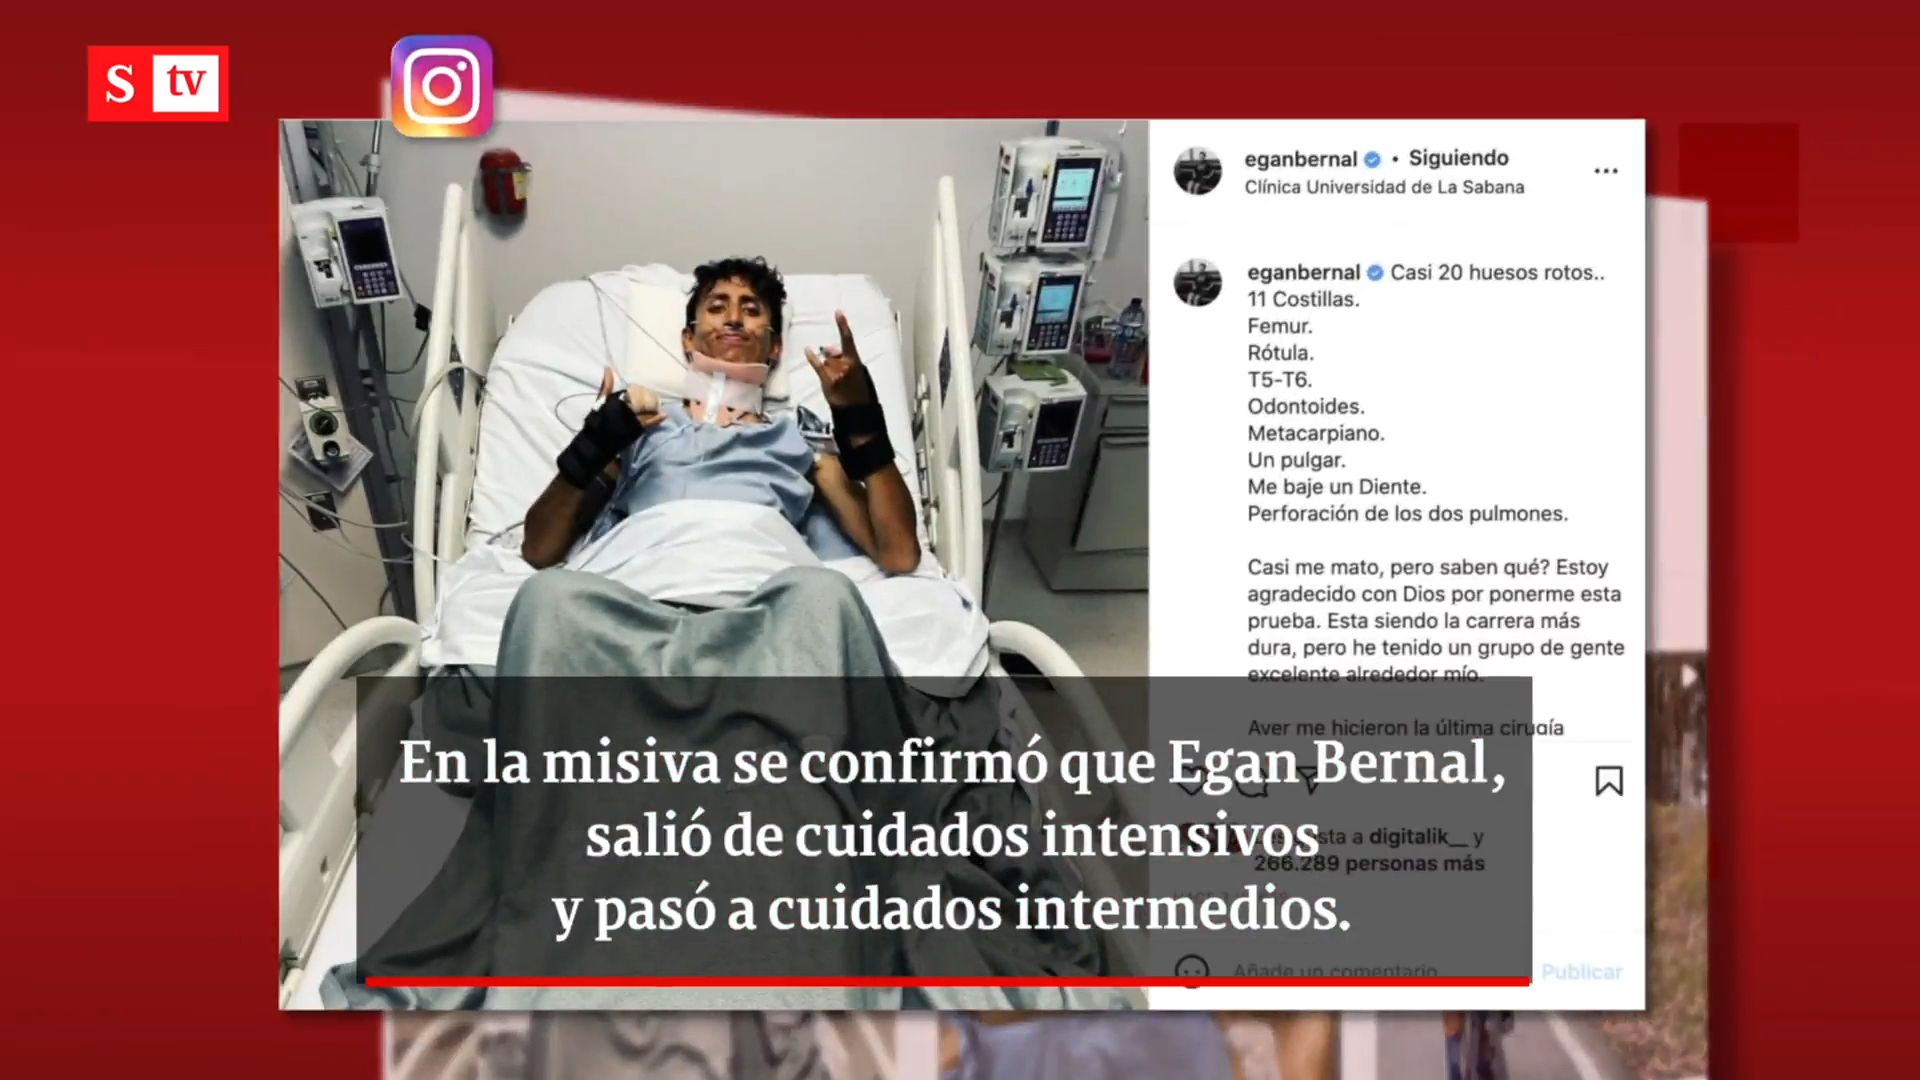 S tv
eganbernal • Siguiendo
Clínica Universidad de La Sabana
...
eganbernal Casi 20 huesos rotos..
11 Costillas.
Femur.
Rótula.
T5-T6.
Odontoides.
Metacarpiano.
Un pulgar.
Me baje un Diente.
Perforación de los dos pulmones.
Casi me mato, pero saben qué? Estoy
agradecido con Dios por ponerme esta
prueba. Esta siendo la carrera más
dura, pero he tenido un grupo de gente
excelente alrededor mío.
Ayer me hicieron la última cirugía
En la misiva se confirmó que Egan Bernal,
salió de cuidados intensivos
y pasó a cuidados intermedios.
a digitalik__ y
266.289 personas más
Añade un comentario
Publicar